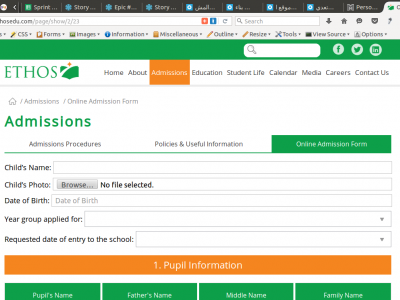 Sprint
Story
Epic #
Story
Story
المبش
بناء
موقع ا
تعدي
Perso
hosedu.com/page/show/2/23
Search
CSS Forms Images Information Miscellaneous Outline Resize Tools View Source Options
ETHOS
Home About Admissions Education Student Life Calendar Media Careers Contact Us
/ Admissions / Online Admission Form
Admissions
Admissions Procedures Policies & Useful Information Online Admission Form
Child's Name:
Child's Photo: Browse... No file selected.
Date of Birth: Date of Birth
Year group applied for:
Requested date of entry to the school:
1. Pupil Information
Pupil's Name Father's Name Middle Name Family Name